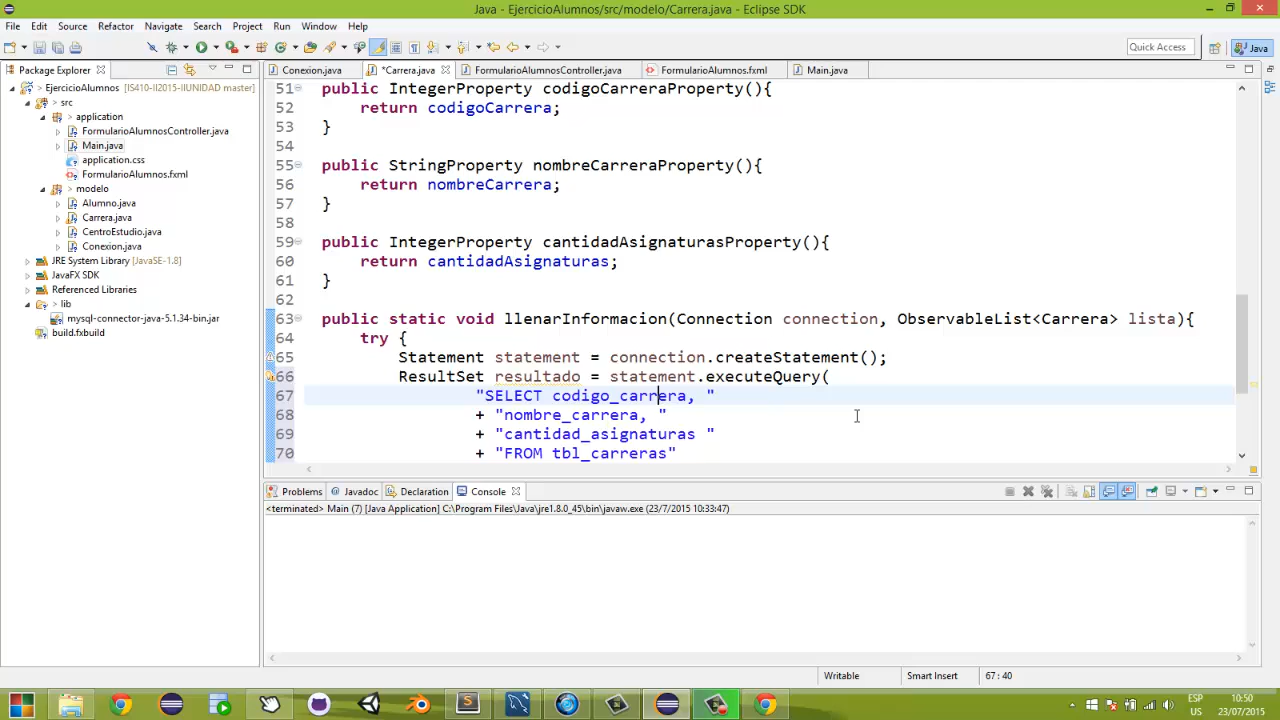 Java - EjercicioAlumnos/src/modelo/Carrera.java - Eclipse SDK
File Edit Source Refactor Navigate Search Project Run Window Help
Quick Access
Java
Package Explorer
Conexion.java
*Carrera.java
FormularioAlumnosController.java
FormularioAlumnos.fxml
Main.java
> EjercicioAlumnos [IS410-II2015-IIUNIDAD master]
> src
> application
FormularioAlumnosController.java
Main.java
application.css
FormularioAlumnos.fxml
> modelo
Alumno.java
Carrera.java
CentroEstudio.java
Conexion.java
JRE System Library [JavaSE-1.8]
JavaFX SDK
Referenced Libraries
> lib
mysql-connector-java-5.1.34-bin.jar
build.fxbuild
51 public IntegerProperty codigoCarreraProperty(){
52 return codigoCarrera;
53 }
54
55 public StringProperty nombreCarreraProperty(){
56 return nombreCarrera;
57 }
58
59 public IntegerProperty cantidadAsignaturasProperty(){
60 return cantidadAsignaturas;
61 }
62
63 public static void llenarInformacion(Connection connection, ObservableList<Carrera> lista){
64 try {
65 Statement statement = connection.createStatement();
66 ResultSet resultado = statement.executeQuery(
67 "SELECT codigo_carrera, "
68 + "nombre_carrera, "
69 + "cantidad_asignaturas "
70 + "FROM tbl_carreras"
Problems Javadoc Declaration Console
<terminated> Main (7) [Java Application] C:\Program Files\Java\jre1.8.0_45\bin\javaw.exe (23/7/2015 10:33:47)
Writable Smart Insert 67 : 40
ESP
US
10:50
23/07/2015